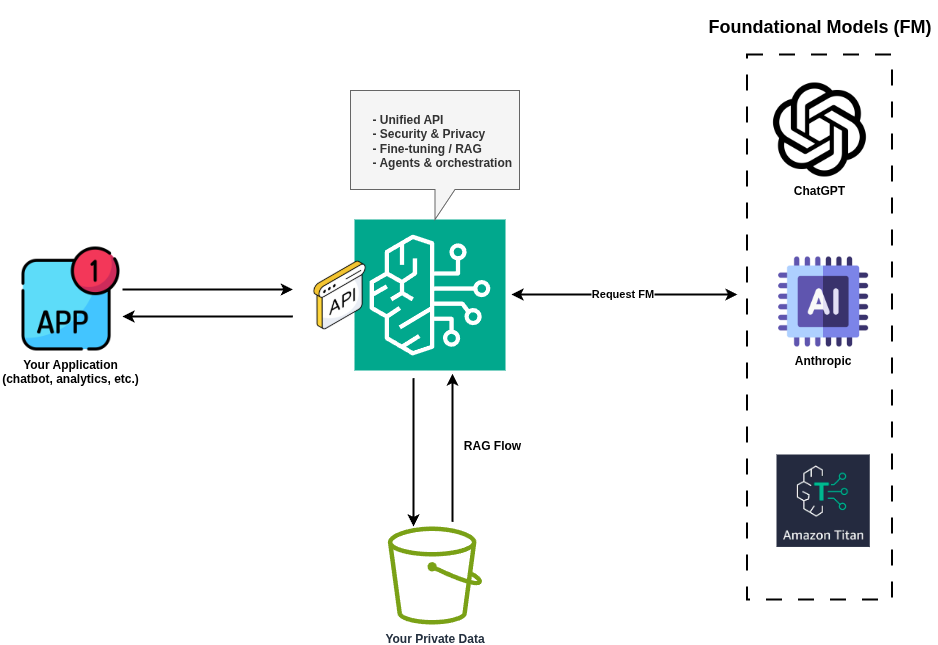 Foundational Models (FM)
- Unified API
- Security & Privacy
- Fine-tuning / RAG
- Agents & orchestration
ChatGPT
1
APP
API
Request FM
AI
Your Application
(chatbot, analytics, etc.)
Anthropic
RAG Flow
T
Amazon Titan
Your Private Data